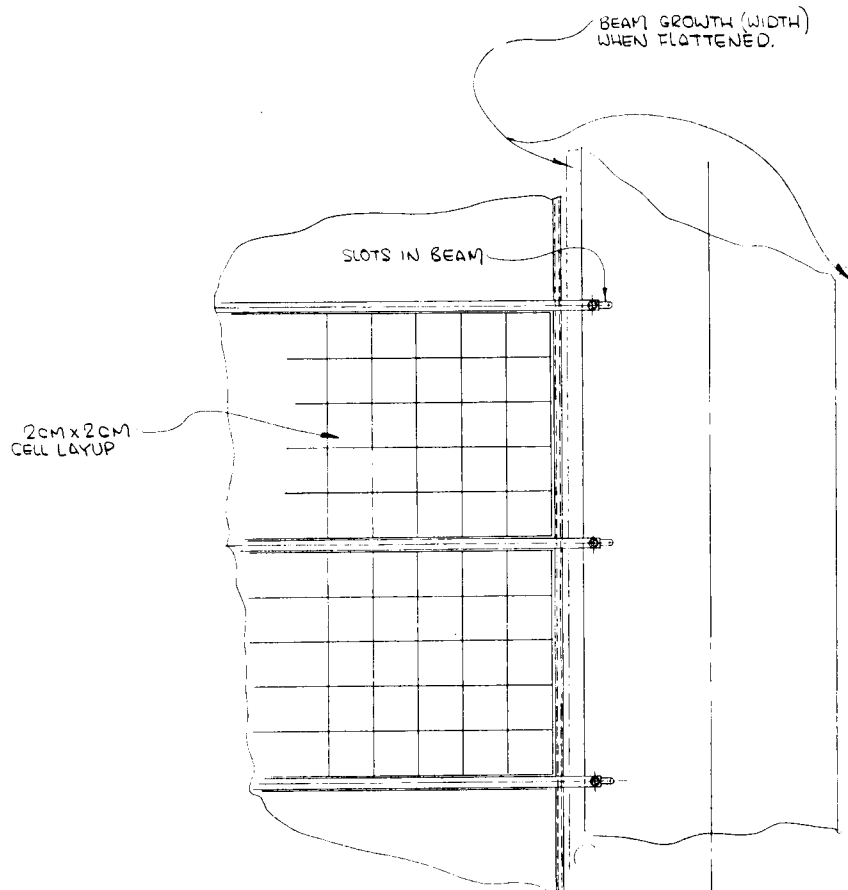 BEAM GROWTH (WIDTH)
WHEN FLATTENED.
SLOTS IN BEAM
2CM X 2CM
CELL LAYUP